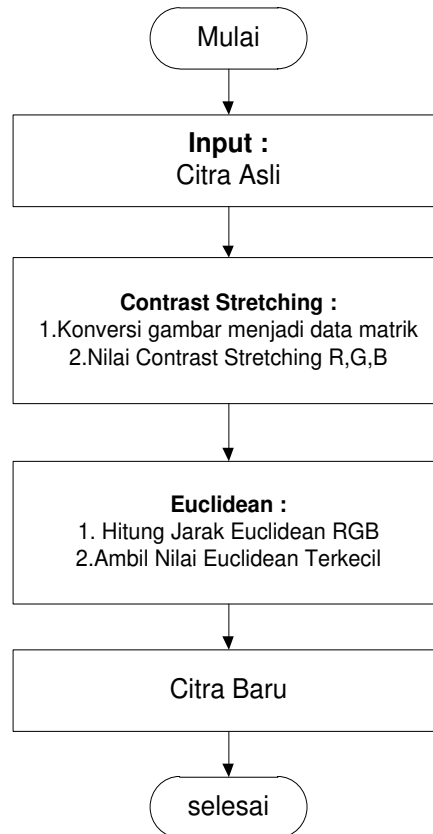 Mulai
Input :
Citra Asli
Contrast Stretching :
1.Konversi gambar menjadi data matrik
2.Nilai Contrast Stretching R,G,B
Euclidean :
1. Hitung Jarak Euclidean RGB
2.Ambil Nilai Euclidean Terkecil
Citra Baru
selesai